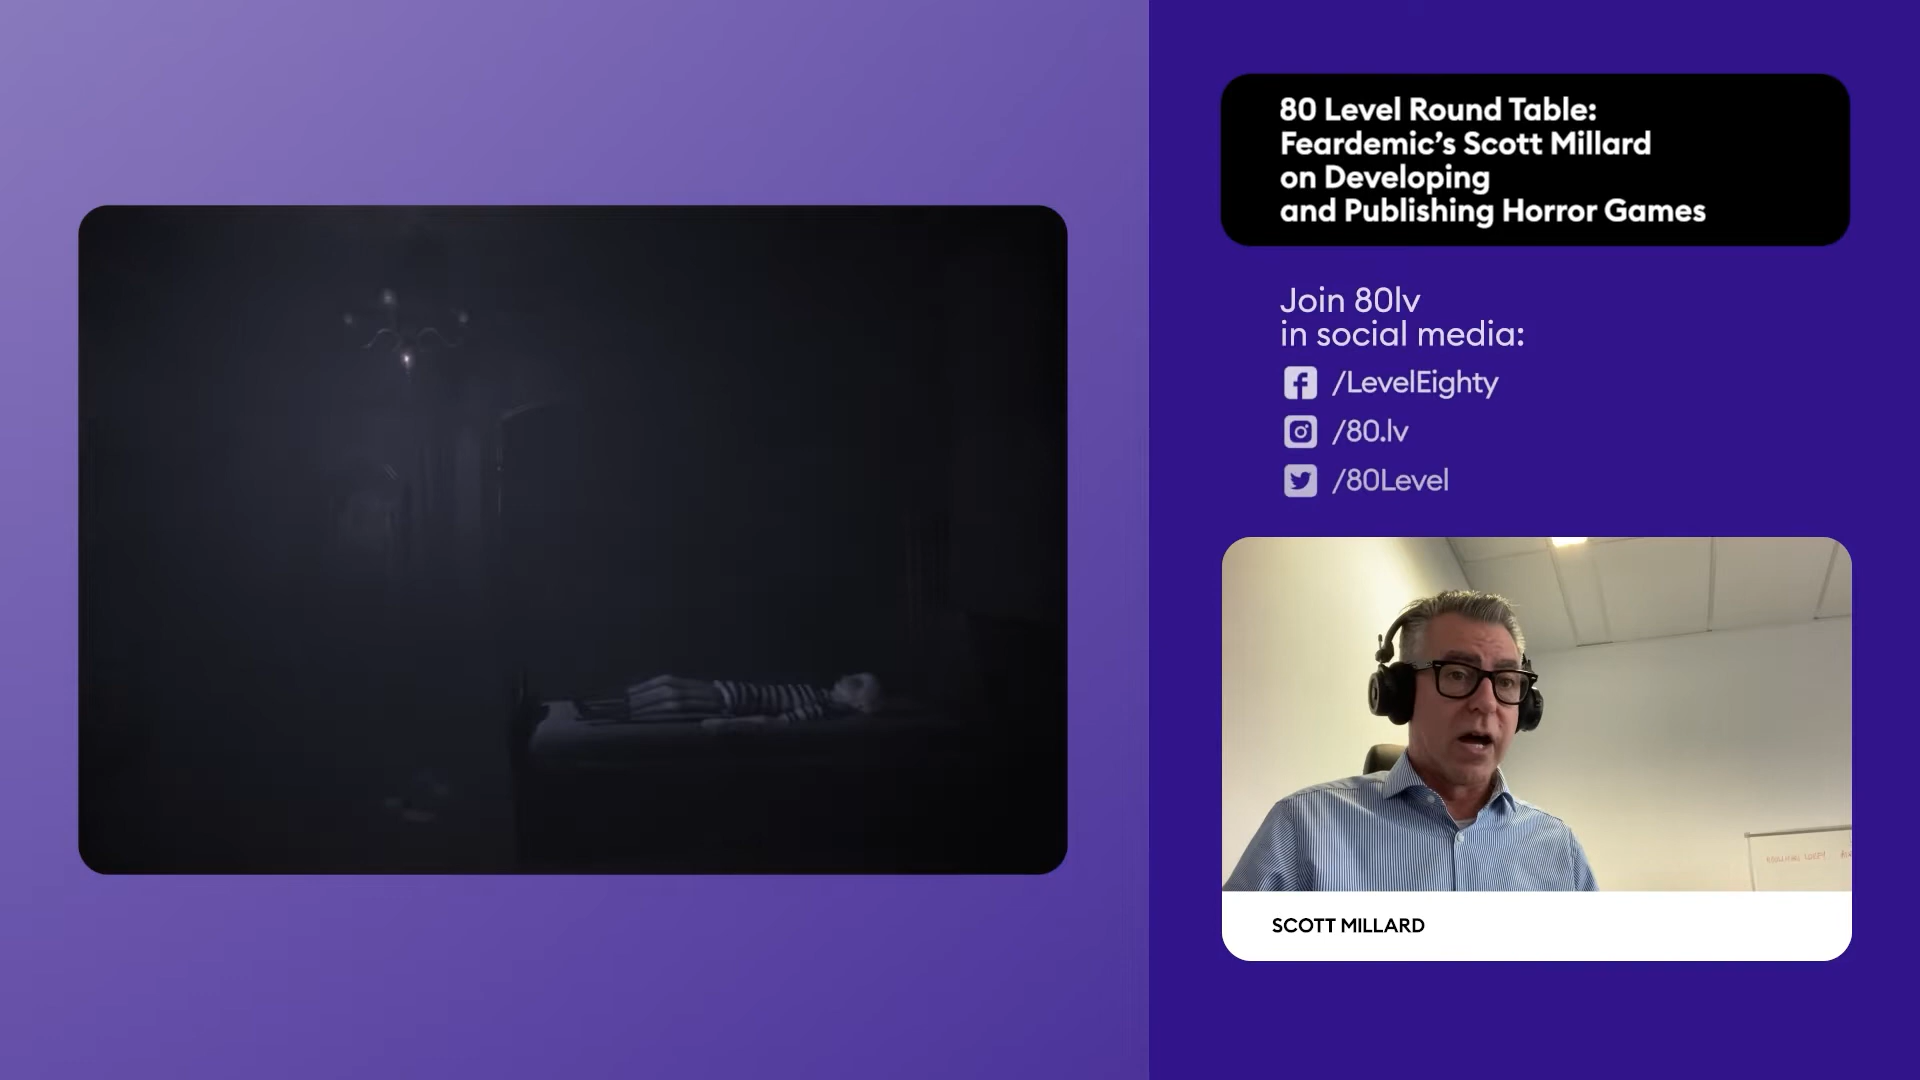 80 Level Round Table:
Feardemic’s Scott Millard
on Developing
and Publishing Horror Games
Join 80lv
in social media:
/LevelEighty
/80.lv
/80Level
SCOTT MILLARD